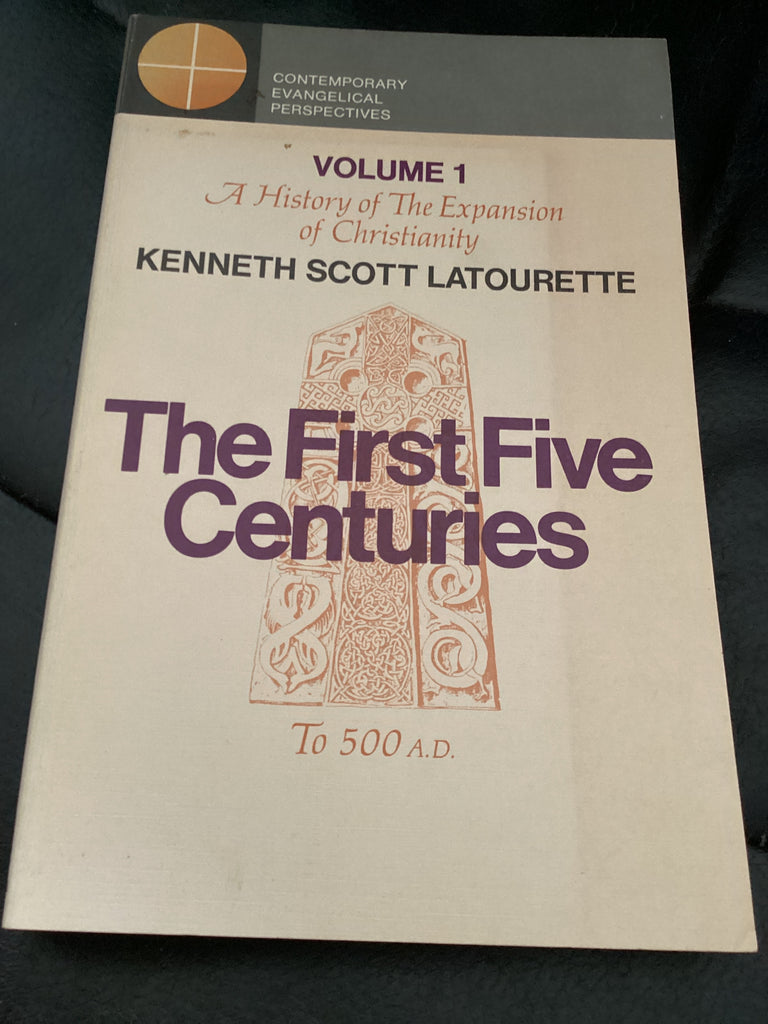 CONTEMPORARY
EVANGELICAL
PERSPECTIVES
VOLUME 1
A History of The Expansion
of Christianity
KENNETH SCOTT LATOURETTE
The First Five
Centuries
To 500 A.D.